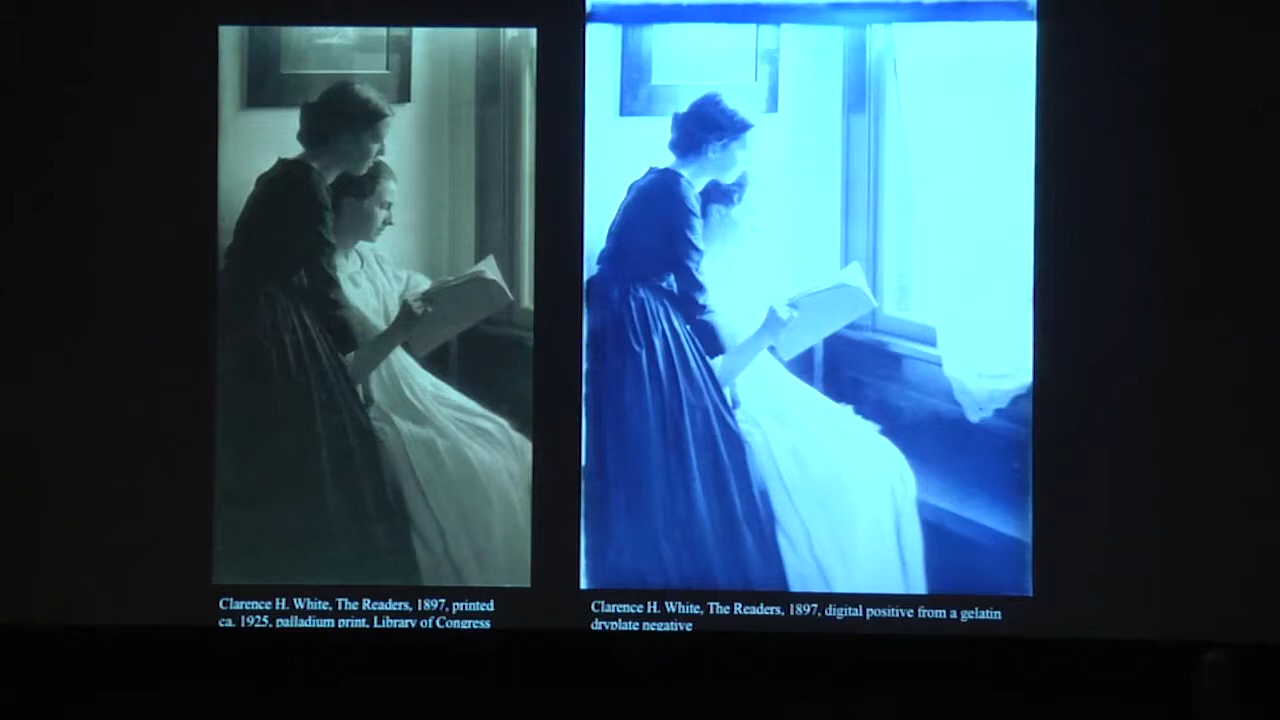 Clarence H. White, The Readers, 1897, printed
ca. 1925, palladium print, Library of Congress
Clarence H. White, The Readers, 1897, digital positive from a gelatin
dryplate negative